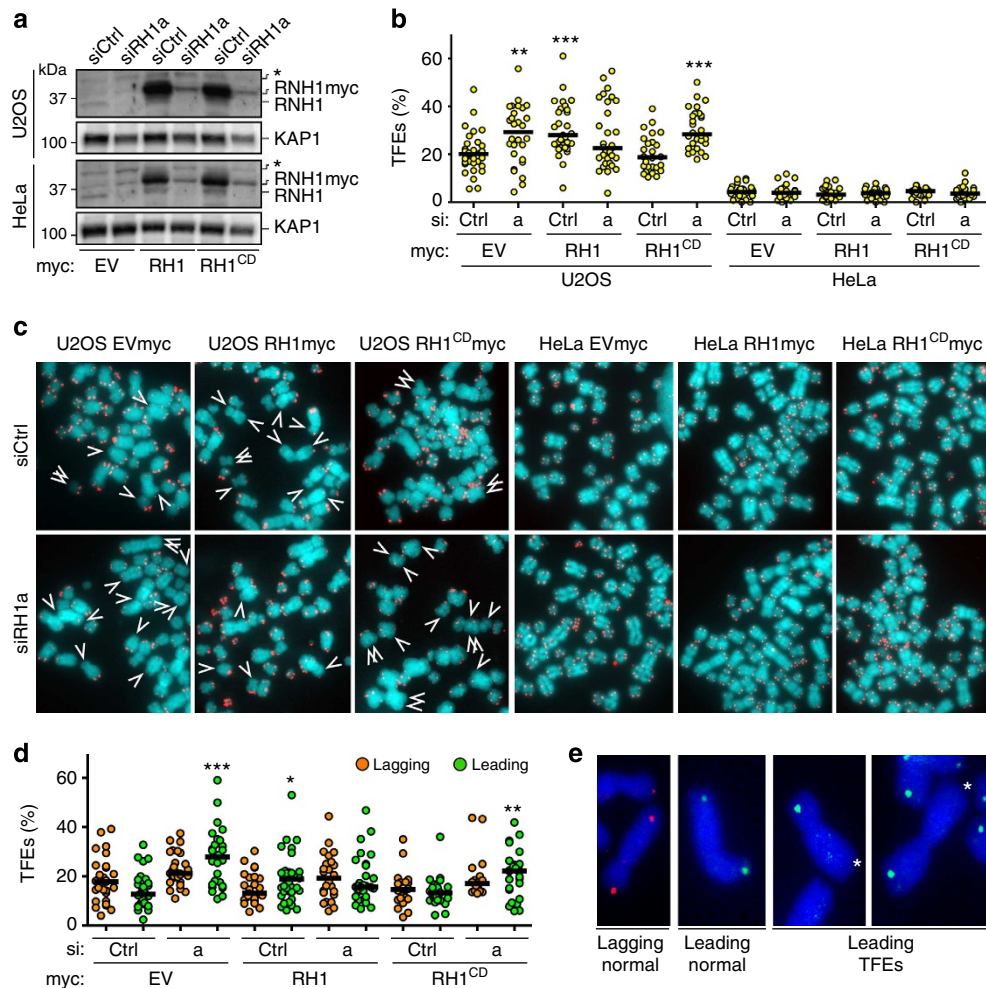 a
siCtrl siRH1a siCtrl siRH1a siCtrl siRH1a
kDa
U2OS
37
*
RNH1myc
RNH1
100
KAP1
HeLa
37
*
RNH1myc
RNH1
100
KAP1
myc: EV RH1 RH1CD
b
TFEs (%)
60
40
20
0
** *** ***
si: Ctrl a Ctrl a Ctrl a Ctrl a Ctrl a Ctrl a
myc: EV RH1 RH1CD EV RH1 RH1CD
U2OS HeLa
c
U2OS EVmyc U2OS RH1myc U2OS RH1CDmyc HeLa EVmyc HeLa RH1myc HeLa RH1CDmyc
siCtrl
siRH1a
d
TFEs (%)
60
40
20
0
Lagging Leading
*** * **
si: Ctrl a Ctrl a Ctrl a
myc: EV RH1 RH1CD
e
* *
Lagging normal
Leading normal
Leading TFEs